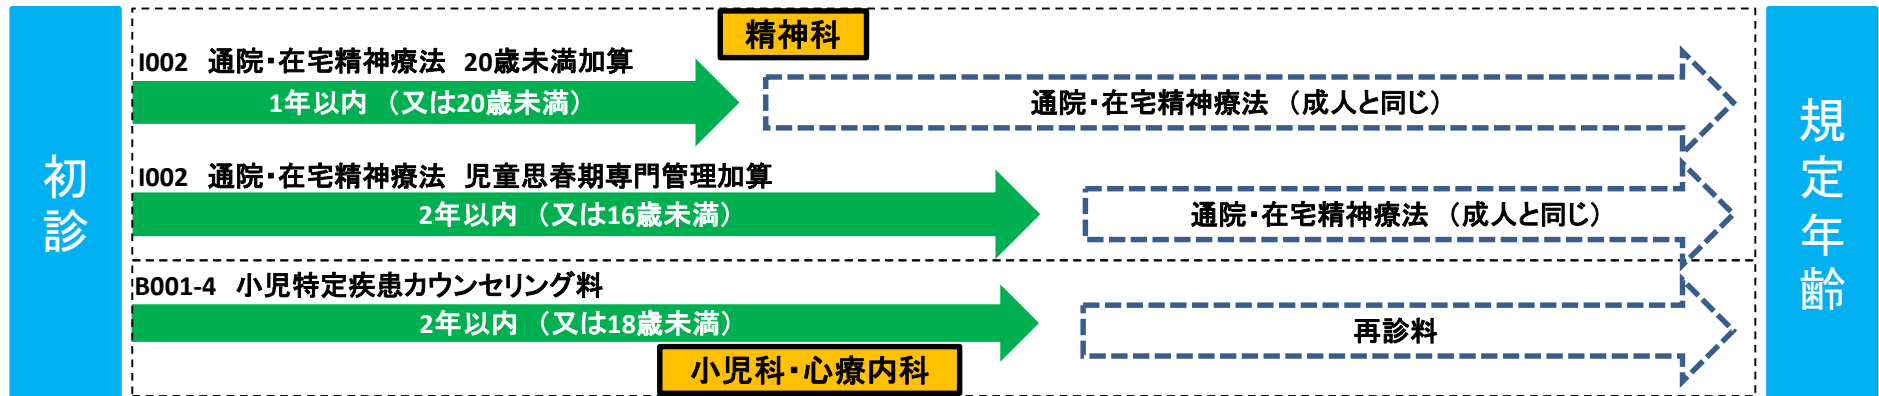 初診
精神科
I002 通院・在宅精神療法 20歳未満加算
1年以内 （又は20歳未満）
通院・在宅精神療法 （成人と同じ）
I002 通院・在宅精神療法 児童思春期専門管理加算
2年以内 （又は16歳未満）
通院・在宅精神療法 （成人と同じ）
B001-4 小児特定疾患カウンセリング料
2年以内 （又は18歳未満）
再診料
小児科・心療内科
規定年齢